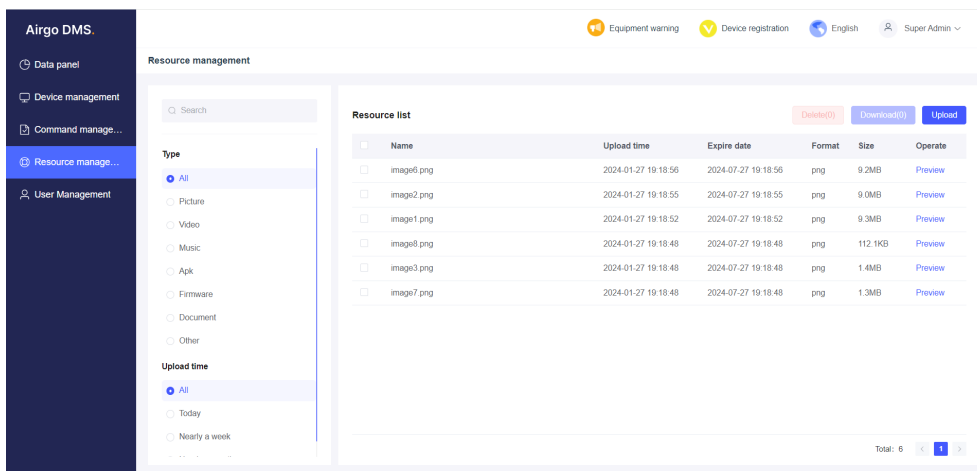 Airgo DMS.
Equipment warning
Device registration
English
Super Admin
Data panel
Device management
Command manage...
Resource manage...
User Management
Resource management
Search
Type
All
Picture
Video
Music
Apk
Firmware
Document
Other
Upload time
All
Today
Nearly a week
Resource list
Delete(0) Download(0) Upload
Name Upload time Expire date Format Size Operate
image6.png 2024-01-27 19:18:56 2024-07-27 19:18:56 png 9.2MB Preview
image2.png 2024-01-27 19:18:55 2024-07-27 19:18:55 png 9.0MB Preview
image1.png 2024-01-27 19:18:52 2024-07-27 19:18:52 png 9.3MB Preview
image8.png 2024-01-27 19:18:48 2024-07-27 19:18:48 png 112.1KB Preview
image3.png 2024-01-27 19:18:48 2024-07-27 19:18:48 png 1.4MB Preview
image7.png 2024-01-27 19:18:48 2024-07-27 19:18:48 png 1.3MB Preview
Total: 6 < 1 >